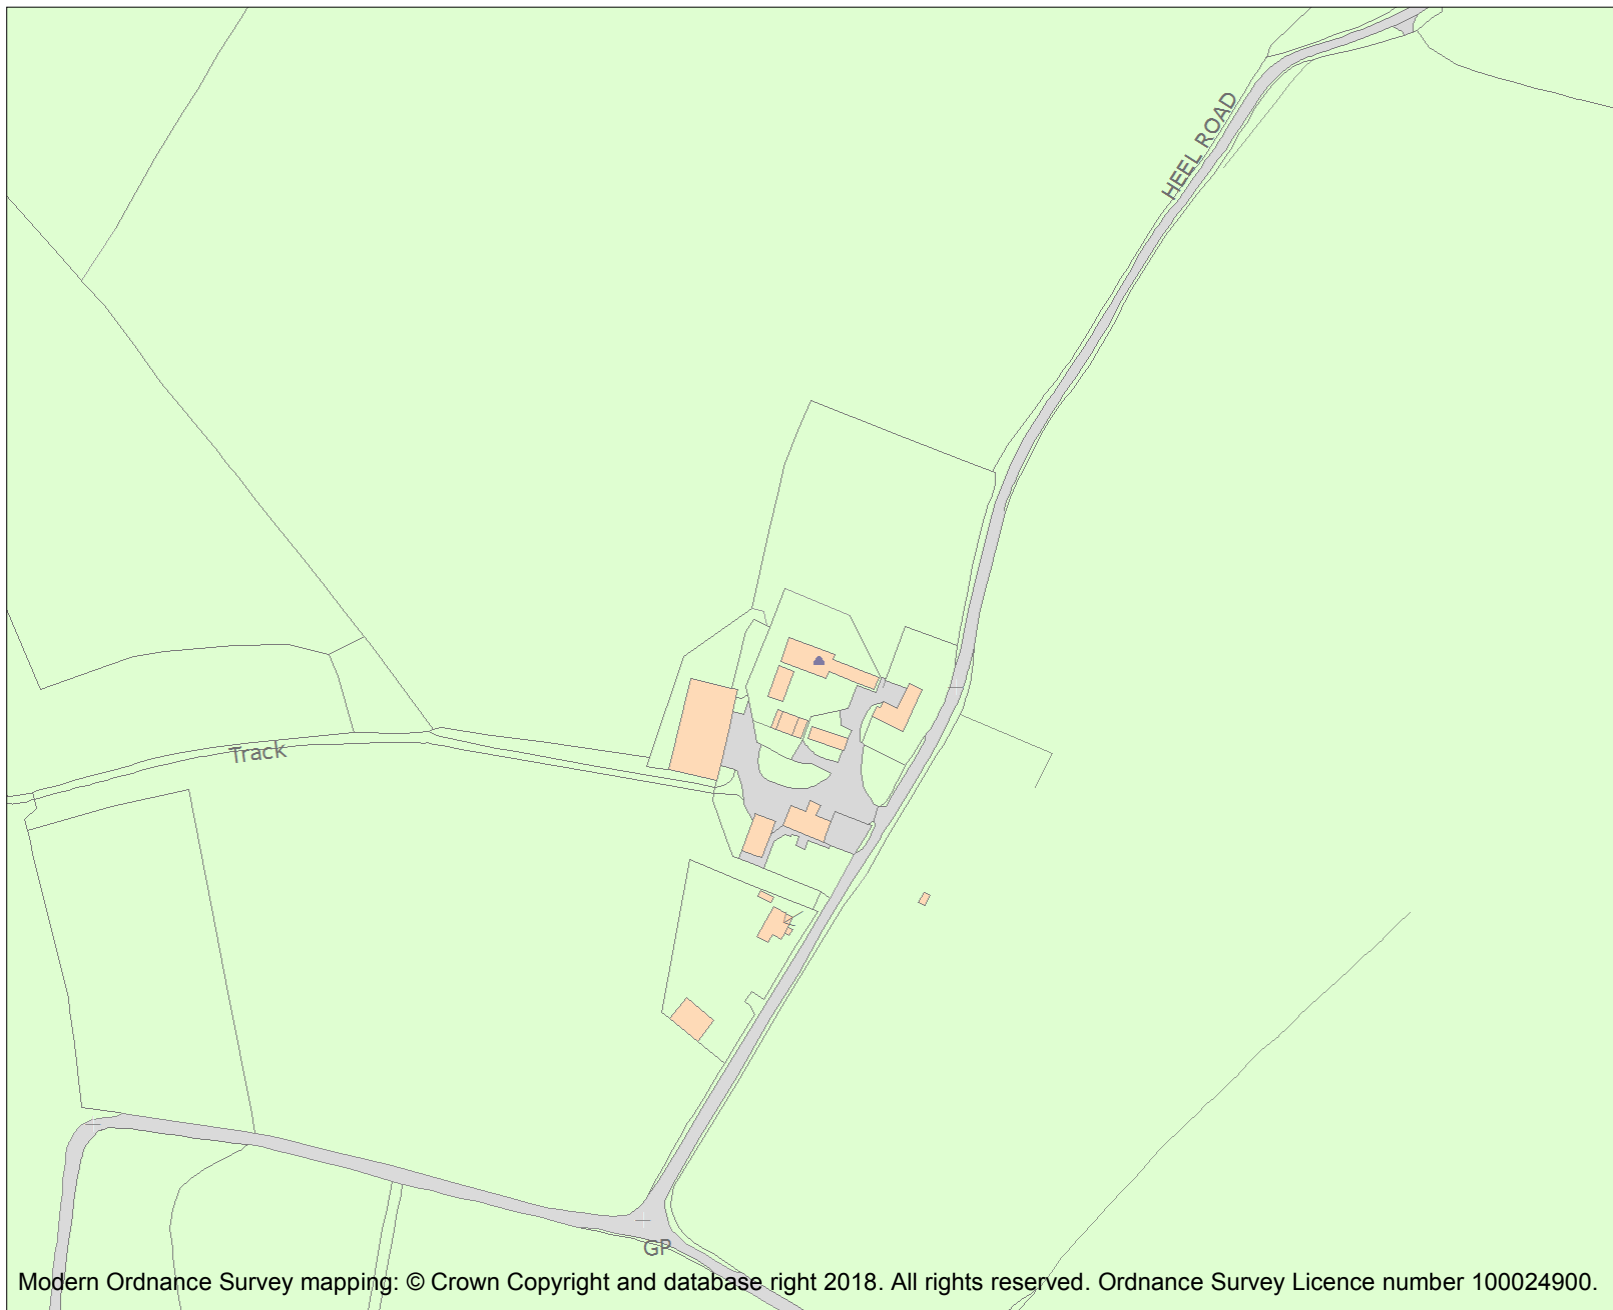 HEEL ROAD
Track
GP
Modern Ordnance Survey mapping: © Crown Copyright and database right 2018. All rights reserved. Ordnance Survey Licence number 100024900.